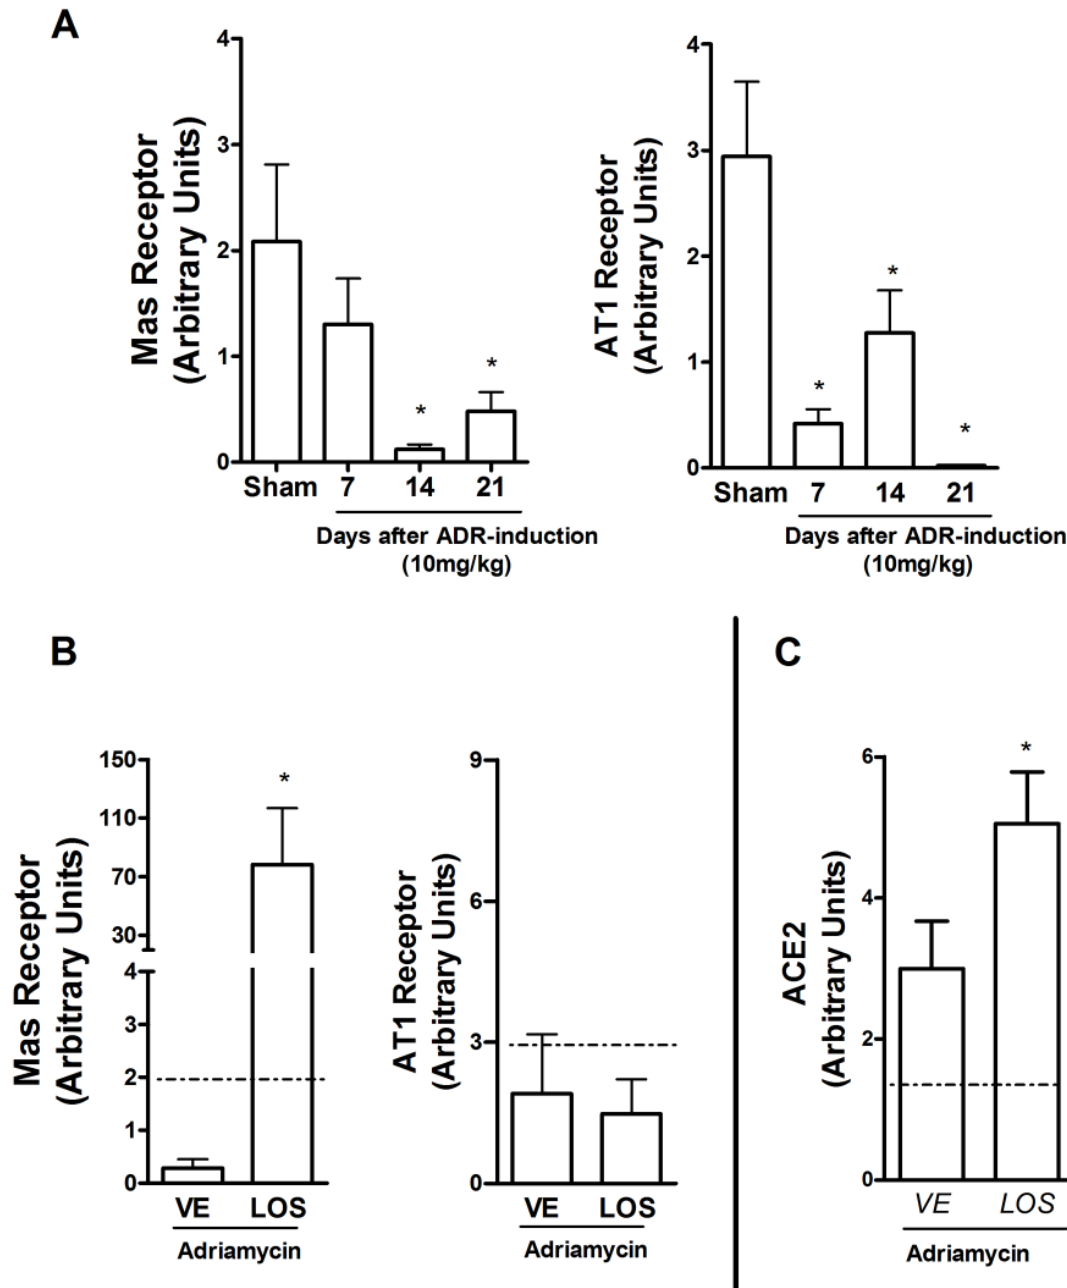 A
Mas Receptor
(Arbitrary Units)
4
3
2
1
0
Sham 7 14 21
* *
Days after ADR-induction
(10mg/kg)
AT1 Receptor
(Arbitrary Units)
4
3
2
1
0
* * *
Sham 7 14 21
Days after ADR-induction
(10mg/kg)
B
Mas Receptor
(Arbitrary Units)
150
110
70
30
4
3
2
1
0
*
VE LOS
Adriamycin
AT1 Receptor
(Arbitrary Units)
9
6
3
0
VE LOS
Adriamycin
C
ACE2
(Arbitrary Units)
6
4
2
0
*
VE LOS
Adriamycin